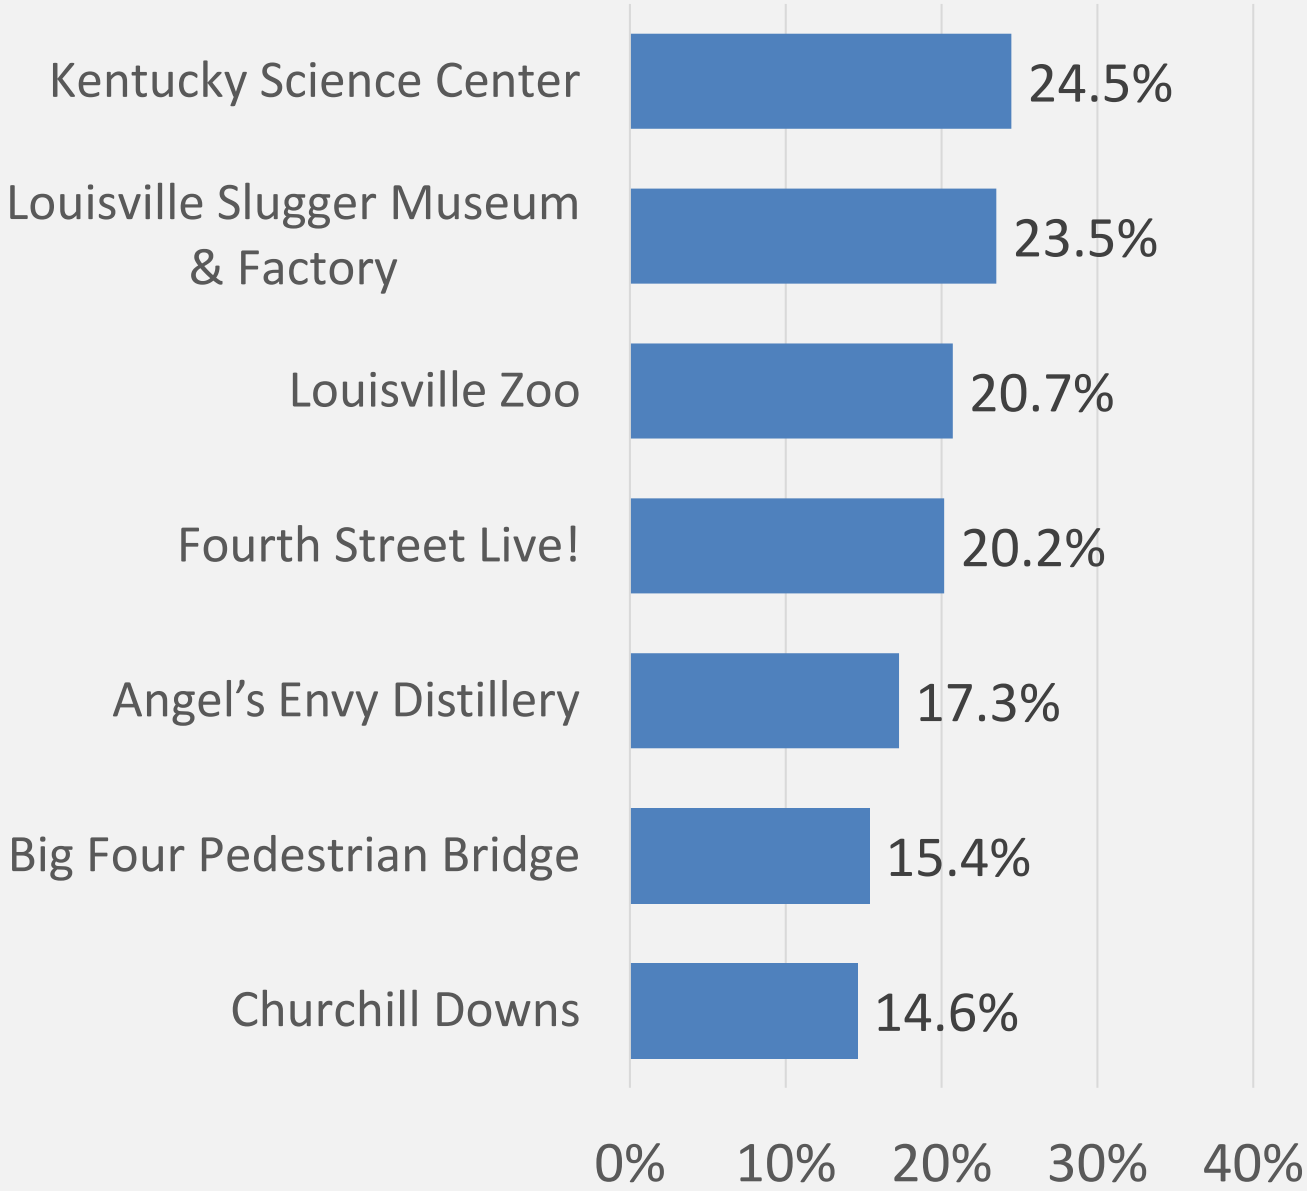 Kentucky Science Center
24.5%
Louisville Slugger Museum
& Factory
23.5%
Louisville Zoo
20.7%
Fourth Street Live!
20.2%
Angel’s Envy Distillery
17.3%
Big Four Pedestrian Bridge
15.4%
Churchill Downs
14.6%
0% 10% 20% 30% 40%